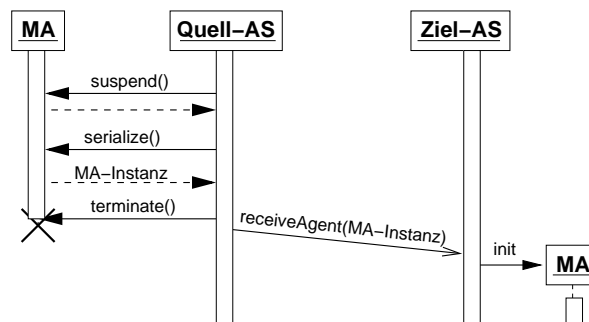 MA Quell-AS Ziel-AS
suspend()
serialize()
MA-Instanz
terminate()
receiveAgent(MA-Instanz)
init
MA